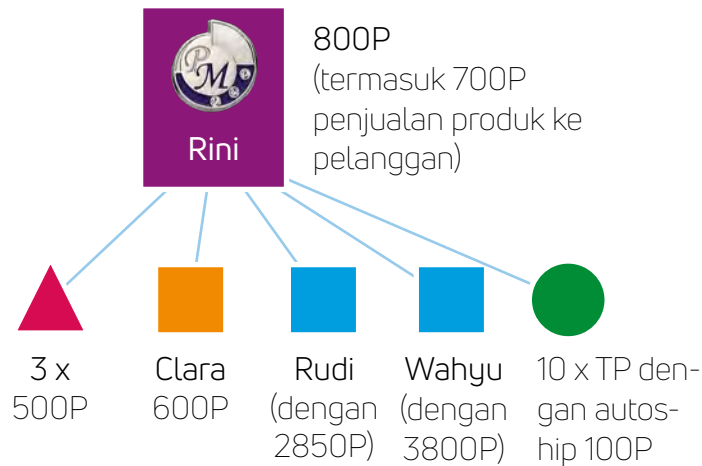 800P
(termasuk 700P
penjualan produk ke
pelanggan)
PM
Rini
3 x
500P
Clara
600P
Rudi
(dengan
2850P)
Wahyu
(dengan
3800P)
10 x TP den-
gan autos-
hip 100P